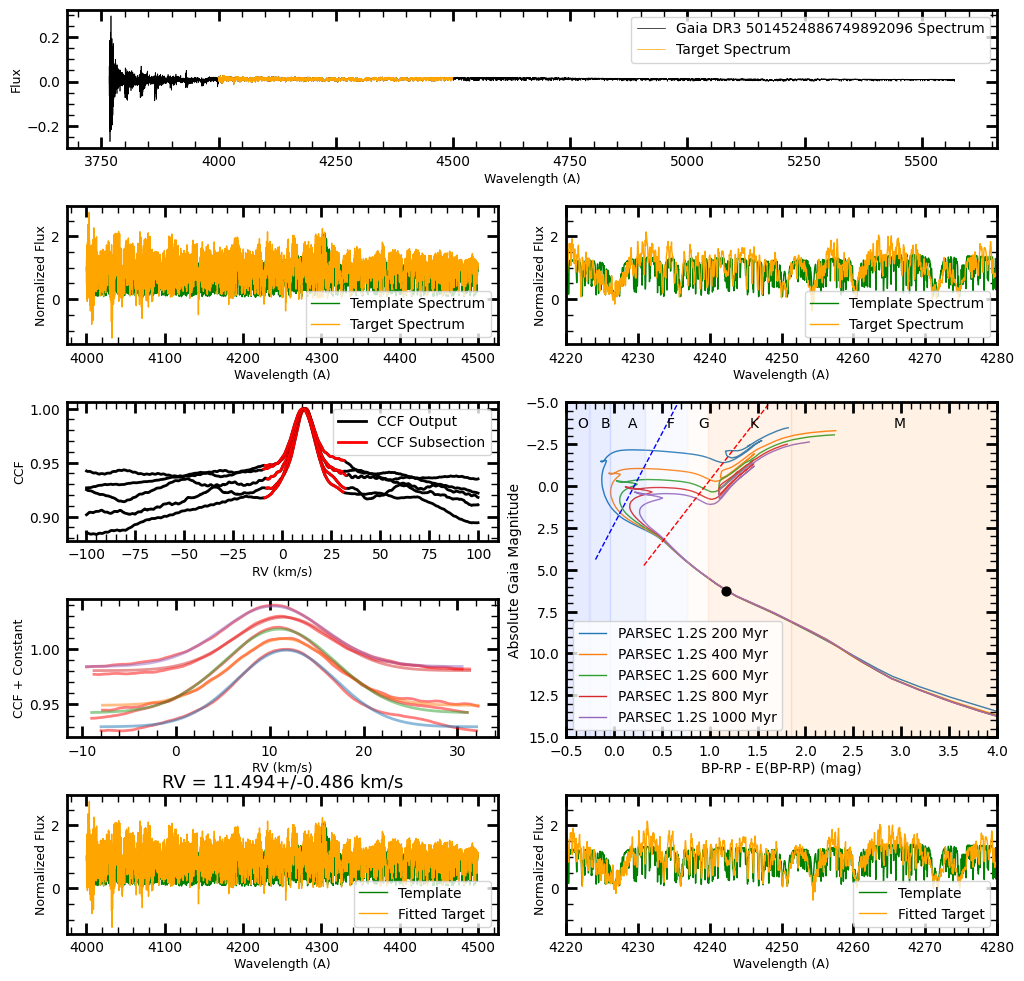 Gaia DR3 5014524886749892096 Spectrum
Target Spectrum
Flux
0.2
0.0
−0.2
3750 4000 4250 4500 4750 5000 5250 5500
Wavelength (A)
Normalized Flux
2
0
Template Spectrum
Target Spectrum
4000 4100 4200 4300 4400 4500
Wavelength (A)
Normalized Flux
2
0
Template Spectrum
Target Spectrum
4220 4230 4240 4250 4260 4270 4280
Wavelength (A)
CCF
1.00
0.95
0.90
CCF Output
CCF Subsection
−100 −75 −50 −25 0 25 50 75 100
RV (km/s)
CCF + Constant
1.00
0.95
−10 0 10 20 30
RV (km/s)
Absolute Gaia Magnitude
−5.0
−2.5
0.0
2.5
5.0
7.5
10.0
12.5
15.0
O B A F G K M
PARSEC 1.2S 200 Myr
PARSEC 1.2S 400 Myr
PARSEC 1.2S 600 Myr
PARSEC 1.2S 800 Myr
PARSEC 1.2S 1000 Myr
−0.5 0.0 0.5 1.0 1.5 2.0 2.5 3.0 3.5 4.0
BP-RP - E(BP-RP) (mag)
RV = 11.494+/-0.486 km/s
Normalized Flux
2
0
Template
Fitted Target
4000 4100 4200 4300 4400 4500
Wavelength (A)
Normalized Flux
2
0
Template
Fitted Target
4220 4230 4240 4250 4260 4270 4280
Wavelength (A)